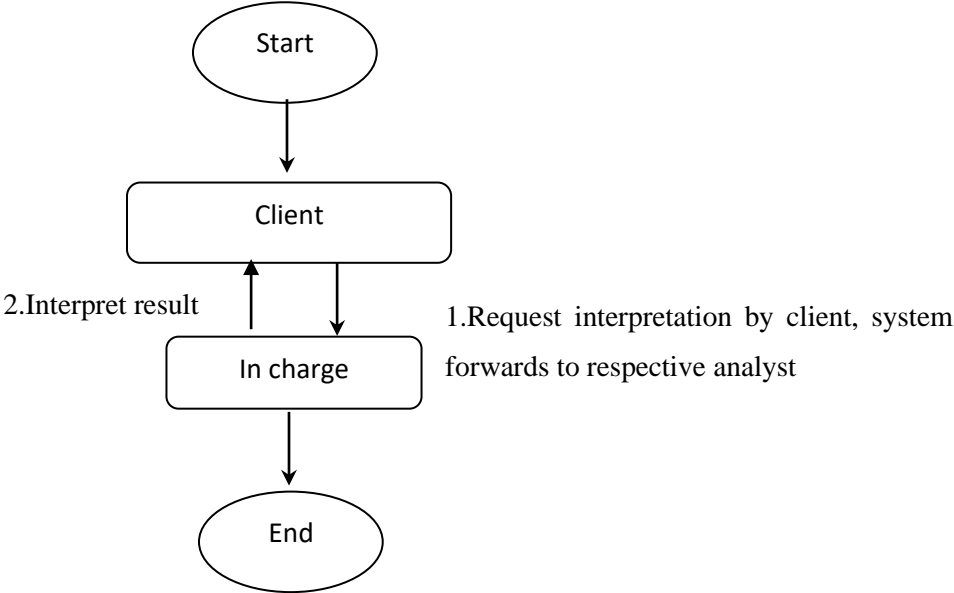 Start
Client
2.Interpret result
1.Request interpretation by client, system
forwards to respective analyst
In charge
End